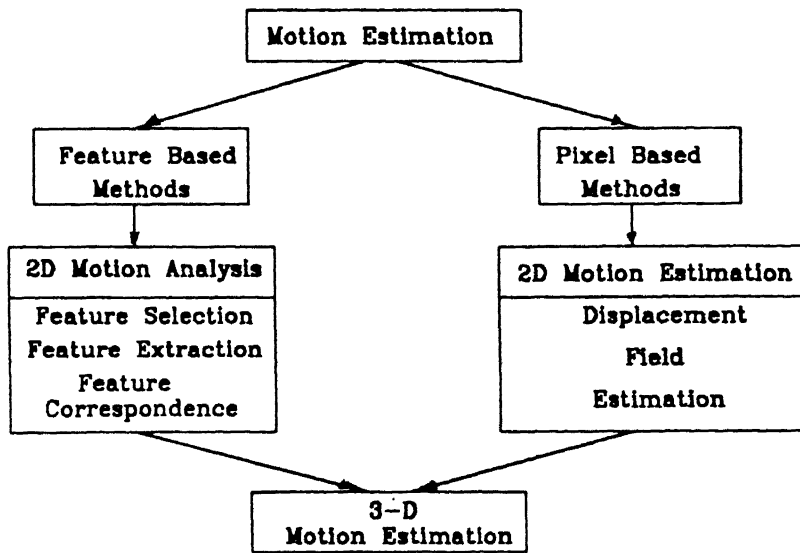 Motion Estimation
Feature Based
Methods
Pixel Based
Methods
2D Motion Analysis
Feature Selection
Feature Extraction
Feature
Correspondence
2D Motion Estimation
Displacement
Field
Estimation
3-D
Motion Estimation